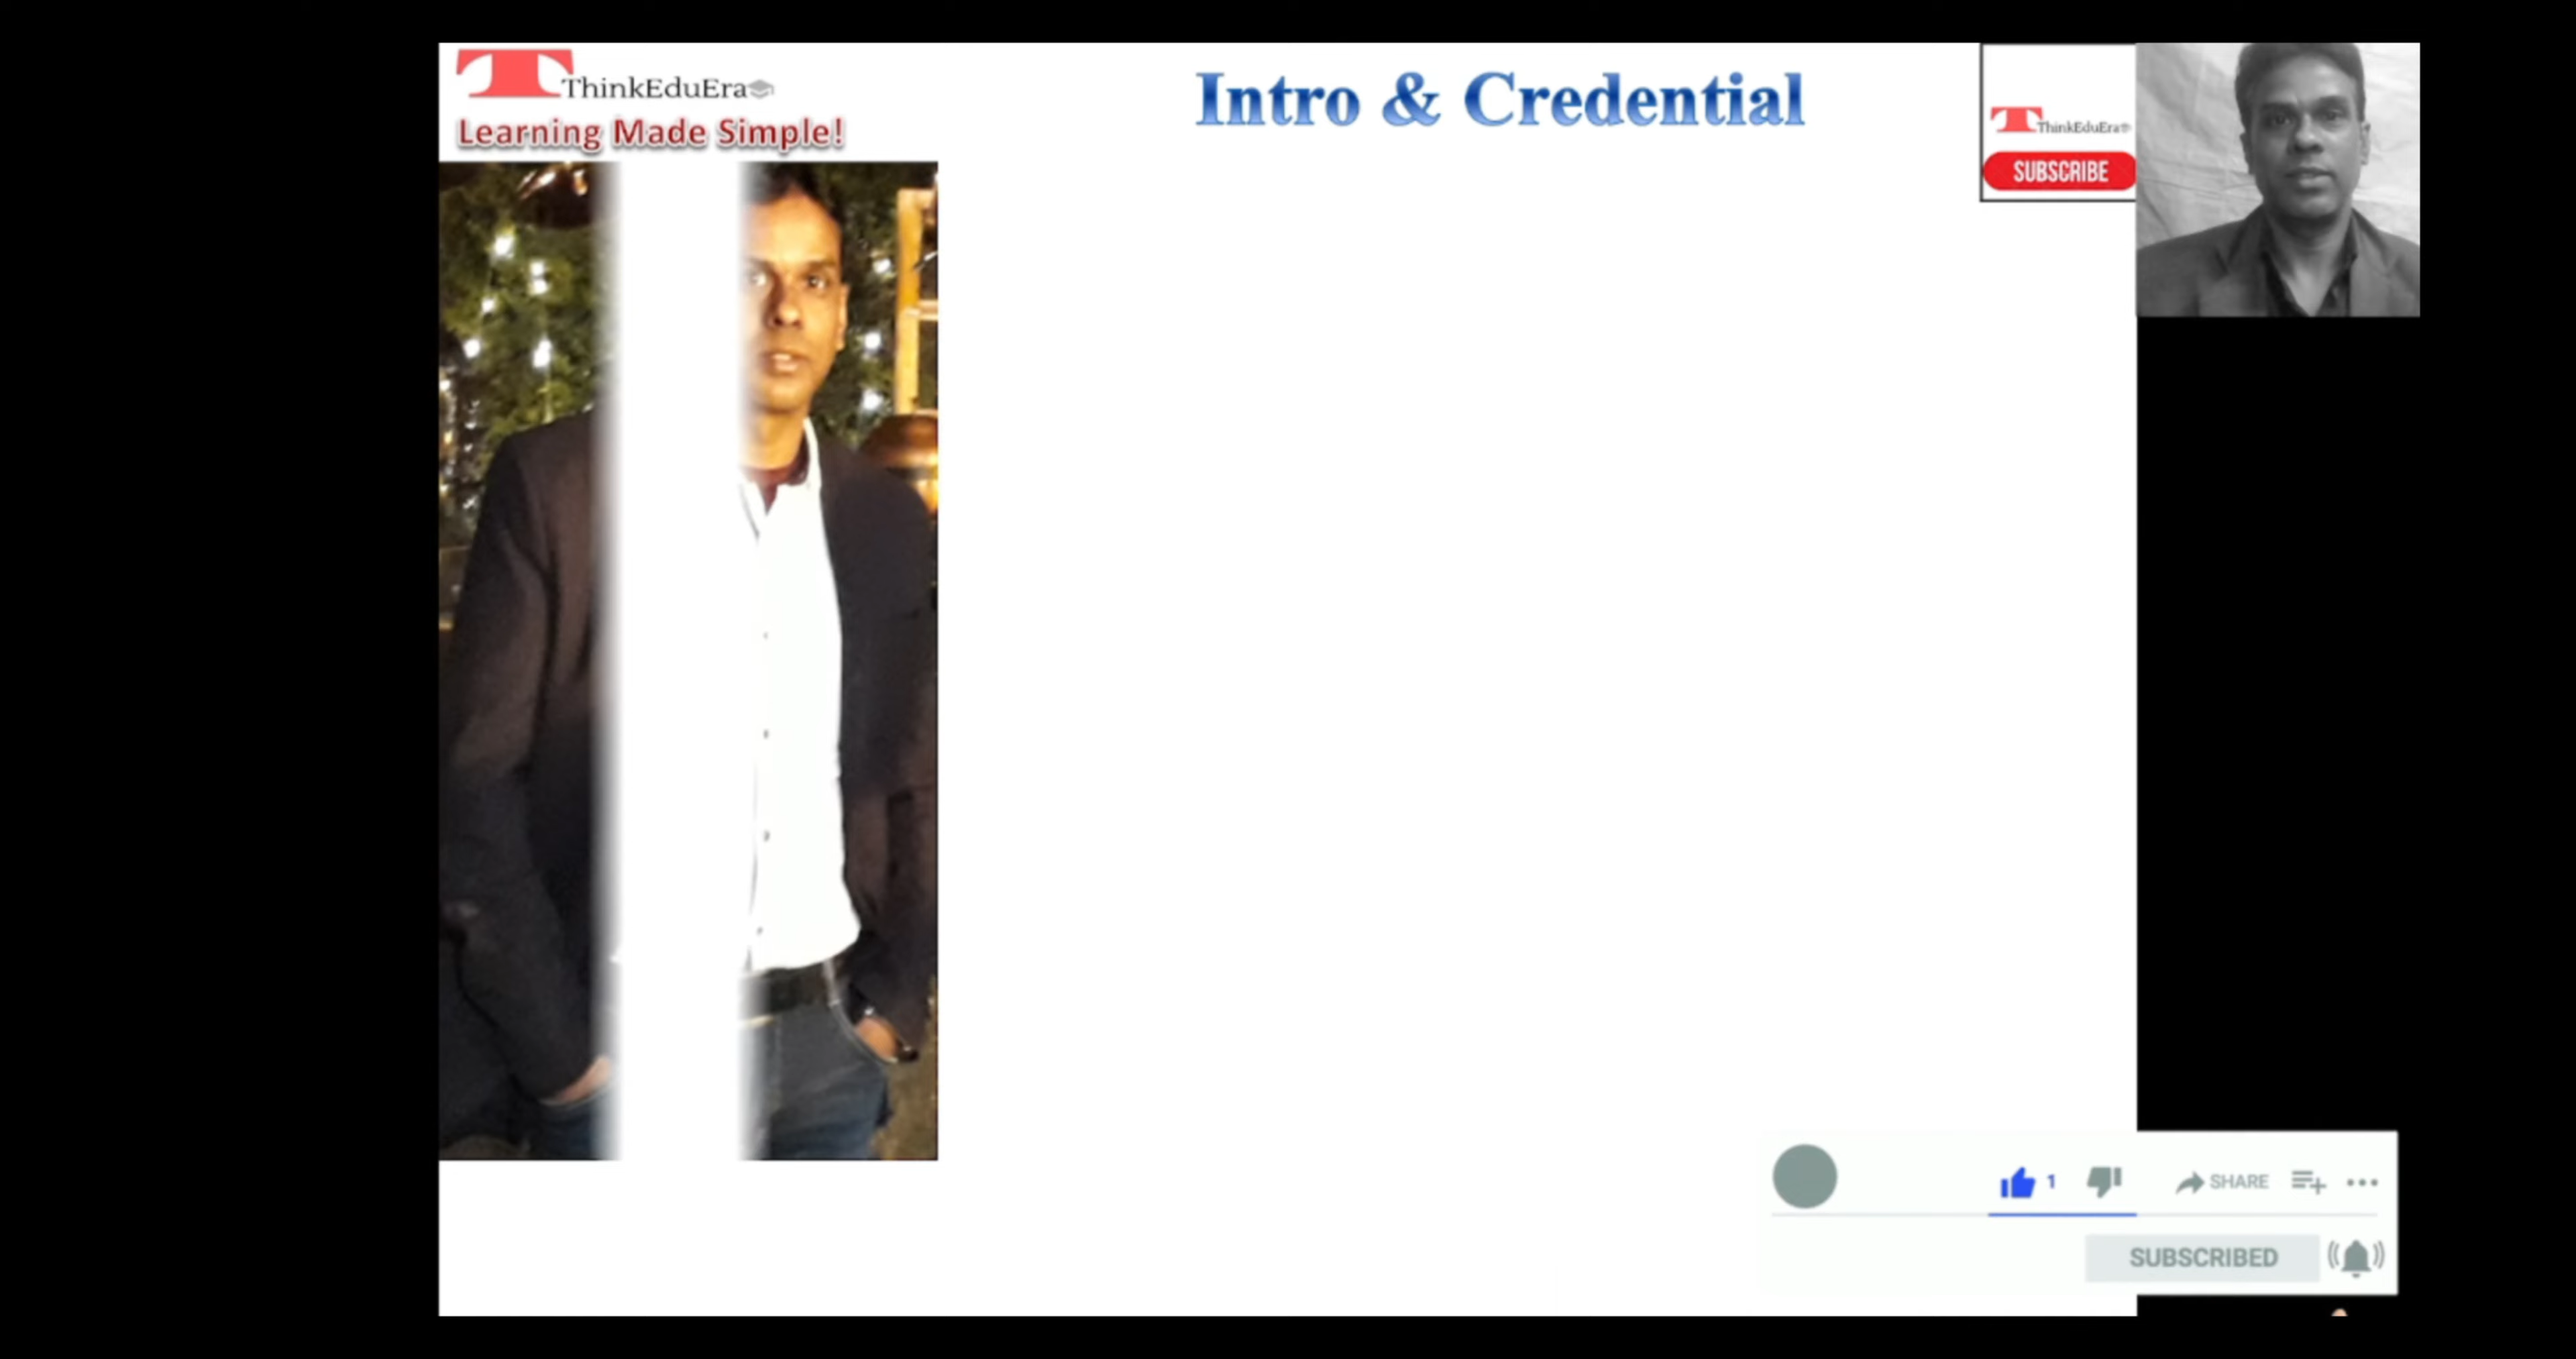 ThinkEduEra
Learning Made Simple!
Intro & Credential
ThinkEduEra
SUBSCRIBE
1
SHARE
SUBSCRIBED